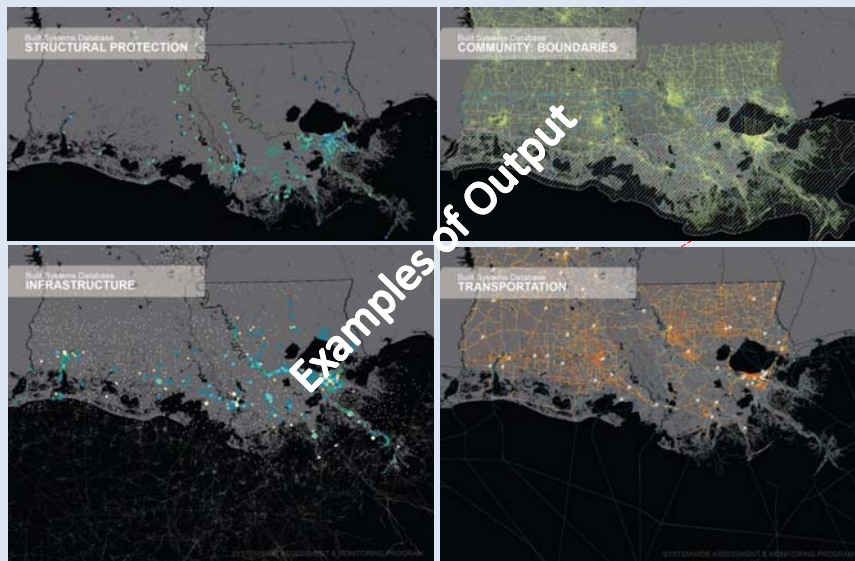 Built Systems Database
STRUCTURAL PROTECTION
Built Systems Database
COMMUNITY: BOUNDARIES
Examples of Output
Built Systems Database
INFRASTRUCTURE
Built Systems Database
TRANSPORTATION
SYSTEMWIDE ASSESSMENT & MONITORING PROGRAM
SYSTEMWIDE ASSESSMENT & MONITORING PROGRAM